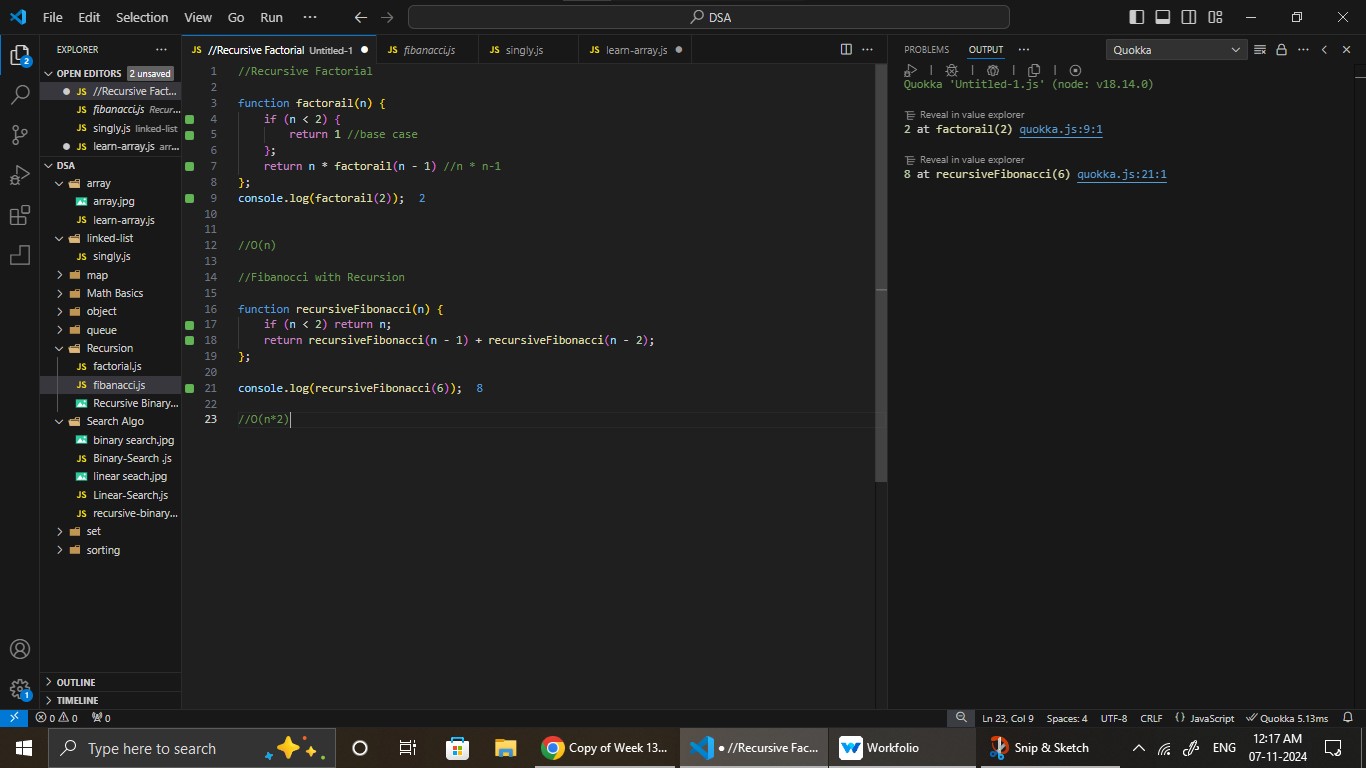 File Edit Selection View Go Run ··· DSA
EXPLORER ···
OPEN EDITORS 2 unsaved
JS //Recursive Fact...
JS fibanacci.js Recur...
JS singly.js linked-list
JS learn-array.js arr...
DSA
array
array.jpg
JS learn-array.js
linked-list
JS singly.js
map
Math Basics
object
queue
Recursion
JS factorial.js
JS fibanacci.js
Recursive Binary...
Search Algo
binary search.jpg
JS Binary-Search .js
linear seach.jpg
JS Linear-Search.js
JS recursive-binary...
set
sorting
OUTLINE
TIMELINE
JS //Recursive Factorial Untitled-1 JS fibanacci.js JS singly.js JS learn-array.js ···
1 //Recursive Factorial
2
3 function factorail(n) {
4 if (n < 2) {
5 return 1 //base case
6 };
7 return n * factorail(n - 1) //n * n-1
8 };
9 console.log(factorail(2)); 2
10
11
12 //O(n)
13
14 //Fibanocci with Recursion
15
16 function recursiveFibonacci(n) {
17 if (n < 2) return n;
18 return recursiveFibonacci(n - 1) + recursiveFibonacci(n - 2);
19 };
20
21 console.log(recursiveFibonacci(6)); 8
22
23 //O(n*2)
PROBLEMS OUTPUT ··· Quokka ···
Quokka 'Untitled-1.js' (node: v18.14.0)
Reveal in value explorer
2 at factorail(2) quokka.js:9:1
Reveal in value explorer
8 at recursiveFibonacci(6) quokka.js:21:1
2
1
0 0 0 Ln 23, Col 9 Spaces: 4 UTF-8 CRLF {} JavaScript Quokka 5.13ms
Type here to search Copy of Week 13... ● //Recursive Fac... Workfolio Snip & Sketch ENG 12:17 AM
07-11-2024